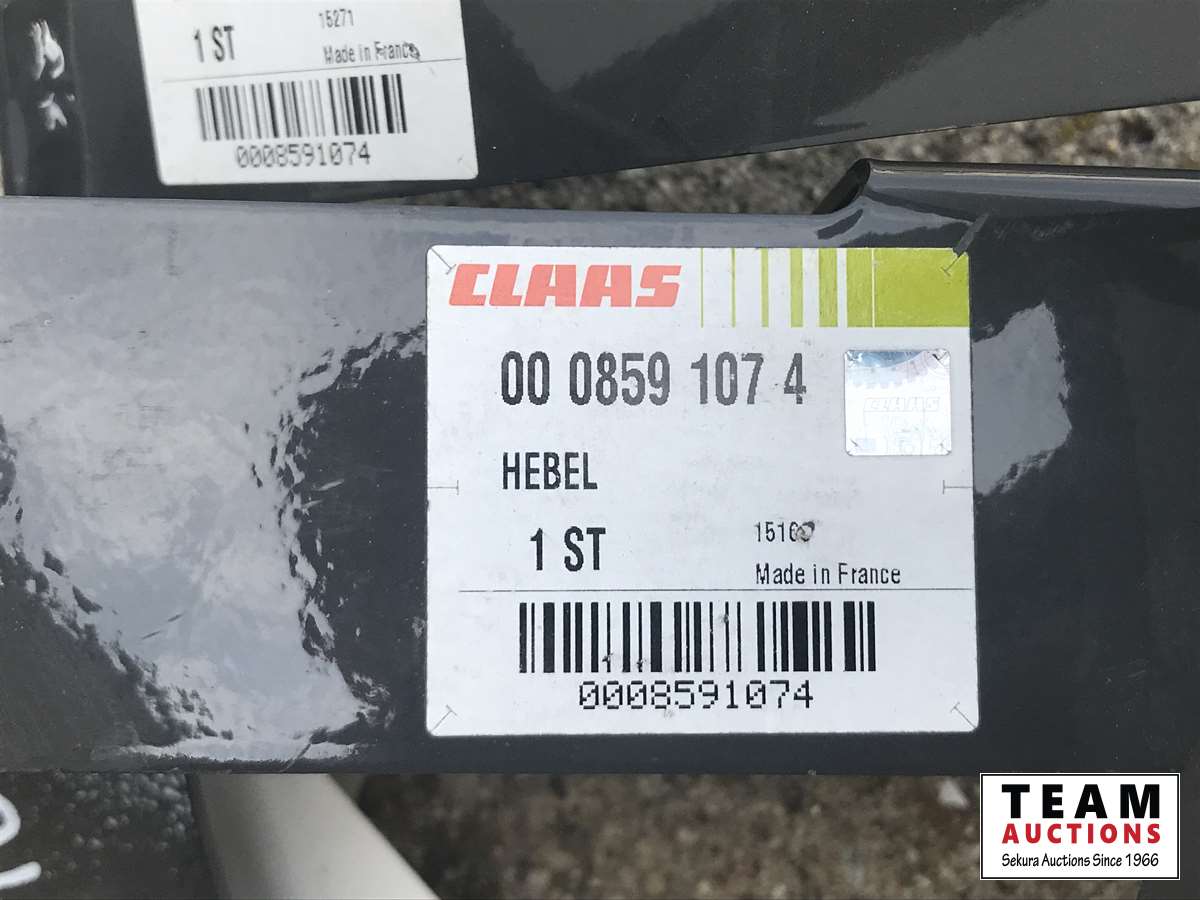 15271
1 ST
Made in France
0008591074
CLAAS
00 0859 107 4
CLAAS
HEBEL
1 ST
Made in France
0008591074
TEAM
AUCTIONS
Sekura Auctions Since 1966